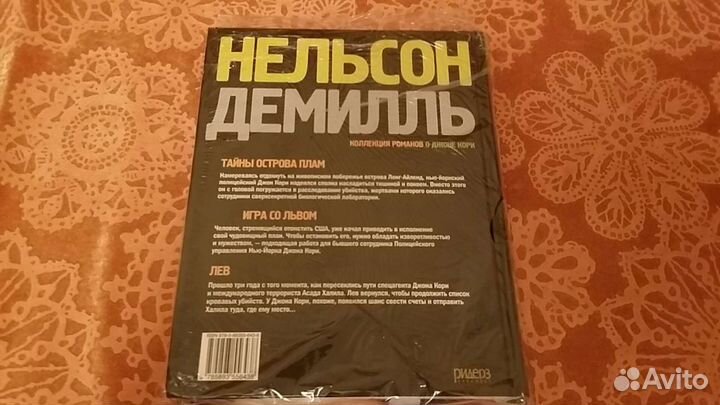 НЕЛЬСОН
ДЕМИЛЛЬ
КОЛЛЕКЦИЯ РОМАНОВ О ДЖОНЕ КОРИ
ТАЙНЫ ОСТРОВА ПЛАМ
Намереваясь отдохнуть на живописном побережье острова Лонг-Айленд, нью-йоркский
полицейский Джон Кори надеялся сполна насладиться тишиной и покоем. Вместо этого
он с головой погружается в расследование убийства, жертвами которого оказались
сотрудники сверхсекретной биологической лаборатории.
ИГРА СО ЛЬВОМ
Человек, стремящийся отомстить США, уже начал приводить в исполнение
свой чудовищный план. Чтобы остановить его, нужно обладать изворотливостью
и мужеством, — подходящая работа для бывшего сотрудника Полицейского
управления Нью-Йорка Джона Кори.
ЛЕВ
Прошло три года с того момента, как пересеклись пути спецагента Джона Кори
и международного террориста Асада Халила. Лев вернулся, чтобы продолжить список
кровавых убийств. У Джона Кори, похоже, появился шанс свести счеты и отправить
Халила туда, где ему место...
ридерз
Avito